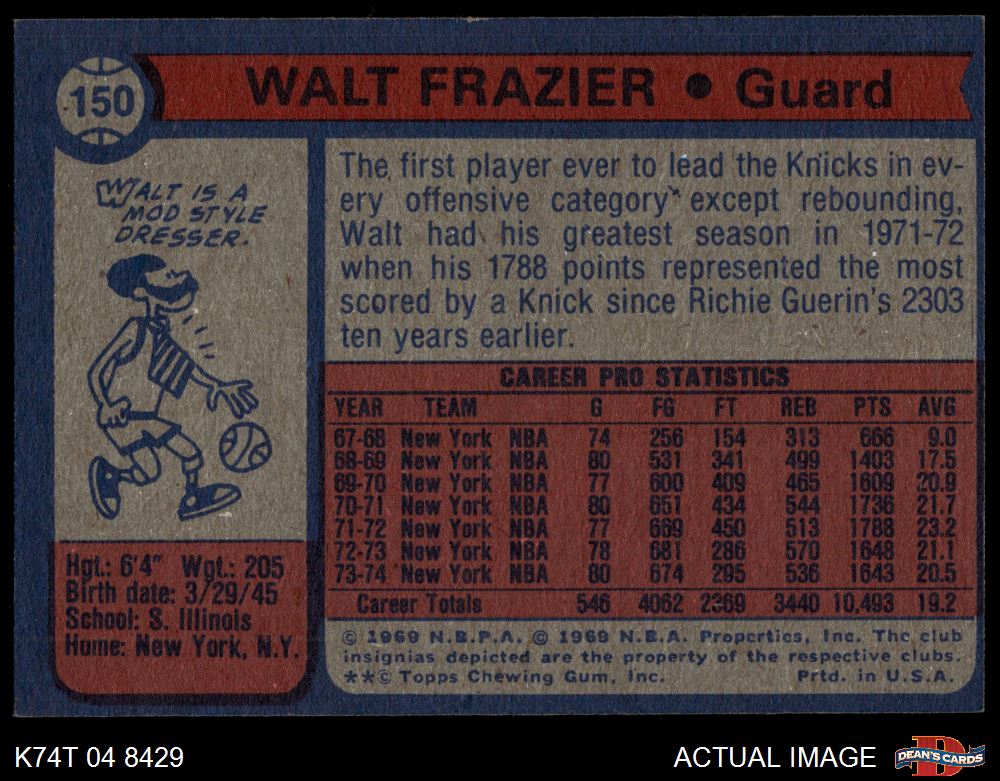 150
WALT FRAZIER • Guard
WALT IS A
MOD STYLE
DRESSER.
The first player ever to lead the Knicks in ev-
ery offensive category except rebounding,
Walt had his greatest season in 1971-72
when his 1788 points represented the most
scored by a Knick since Richie Guerin's 2303
ten years earlier.
CAREER PRO STATISTICS
YEAR TEAM G FG FT REB PTS AVG
67-68 New York NBA 74 256 154 313 666 9.0
68-69 New York NBA 80 531 341 499 1403 17.5
69-70 New York NBA 77 600 409 465 1609 20.9
70-71 New York NBA 80 651 434 544 1736 21.7
71-72 New York NBA 77 669 450 513 1788 23.2
72-73 New York NBA 78 681 286 570 1648 21.1
73-74 New York NBA 80 674 295 536 1643 20.5
Career Totals 546 4062 2369 3440 10,493 19.2
Hgt.: 6'4" Wgt.: 205
Birth date: 3/29/45
School: S. Illinois
Home: New York, N.Y.
© 1969 N.B.P.A. © 1969 N.B.A. Properties, Inc. The club
insignias depicted are the property of the respective clubs.
**© Topps Chewing Gum, Inc. Prtd. in U.S.A.
K74T 04 8429
ACTUAL IMAGE
D
DEAN'S CARDS